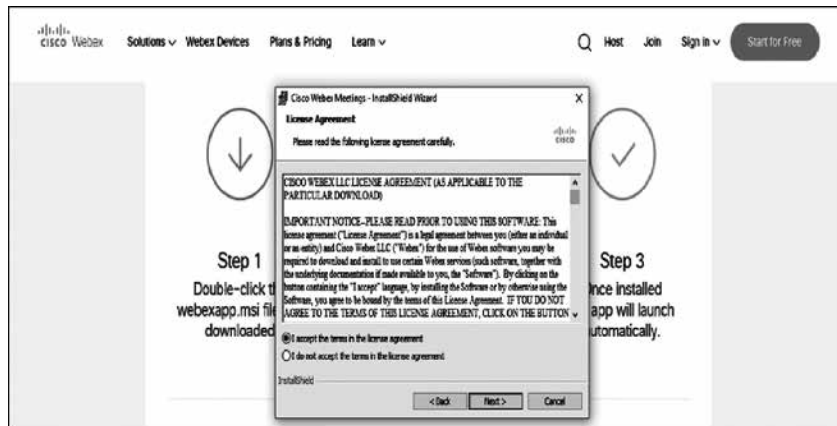 cisco Webex Solutions Webex Devices Plans & Pricing Learn Host Join Sign in Start for Free
Cisco Webex Meetings - InstallShield Wizard X
License Agreement
Please read the following license agreement carefully.
cisco
CISCO WEBEX LLC LICENSE AGREEMENT (AS APPLICABLE TO THE
PARTICULAR DOWNLOAD)
IMPORTANT NOTICE--PLEASE READ PRIOR TO USING THIS SOFTWARE: This
license agreement ("License Agreement") is a legal agreement between you (either an individual
or an entity) and Cisco Webex LLC ("Webex") for the use of Webex software you may be
required to download and install to use certain Webex services (such software, together with
the underlying documentation if made available to you, the "Software"). By clicking on the
button containing the "I accept" language, by installing the Software or by otherwise using the
Software, you agree to be bound by the terms of this License Agreement. IF YOU DO NOT
AGREE TO THE TERMS OF THIS LICENSE AGREEMENT, CLICK ON THE BUTTON
I accept the terms in the license agreement
I do not accept the terms in the license agreement
InstallShield
< Back Next > Cancel
Step 1
Double-click t
webexapp.msi file
downloaded
Step 3
Once installed
app will launch
utomatically.